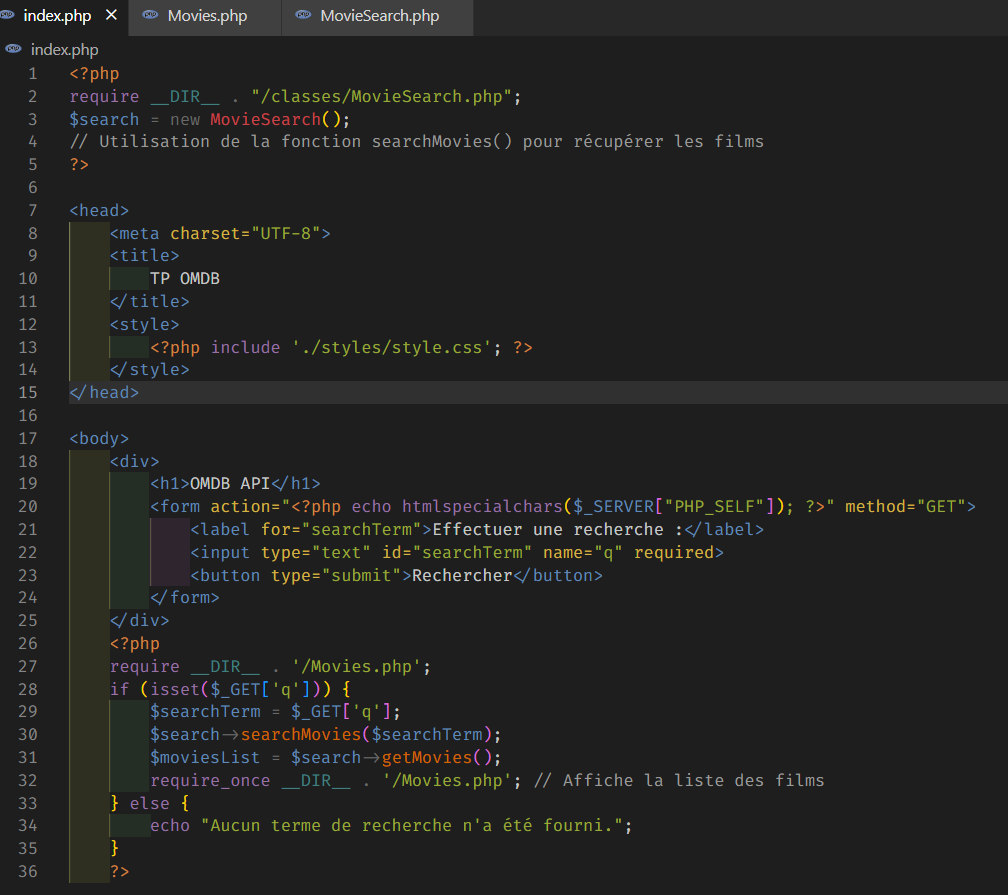 index.php × Movies.php MovieSearch.php
index.php
1 <?php
2 require __DIR__ . "/classes/MovieSearch.php";
3 $search = new MovieSearch();
4 // Utilisation de la fonction searchMovies() pour récupérer les films
5 ?>
6
7 <head>
8     <meta charset="UTF-8">
9     <title>
10         TP OMDB
11     </title>
12     <style>
13         <?php include './styles/style.css'; ?>
14     </style>
15 </head>
16
17 <body>
18     <div>
19         <h1>OMDB API</h1>
20         <form action="<?php echo htmlspecialchars($_SERVER["PHP_SELF"]); ?>" method="GET">
21             <label for="searchTerm">Effectuer une recherche :</label>
22             <input type="text" id="searchTerm" name="q" required>
23             <button type="submit">Rechercher</button>
24         </form>
25     </div>
26     <?php
27     require __DIR__ . '/Movies.php';
28     if (isset($_GET['q'])) {
29         $searchTerm = $_GET['q'];
30         $search->searchMovies($searchTerm);
31         $moviesList = $search->getMovies();
32         require_once __DIR__ . '/Movies.php'; // Affiche la liste des films
33     } else {
34         echo "Aucun terme de recherche n'a été fourni.";
35     }
36     ?>